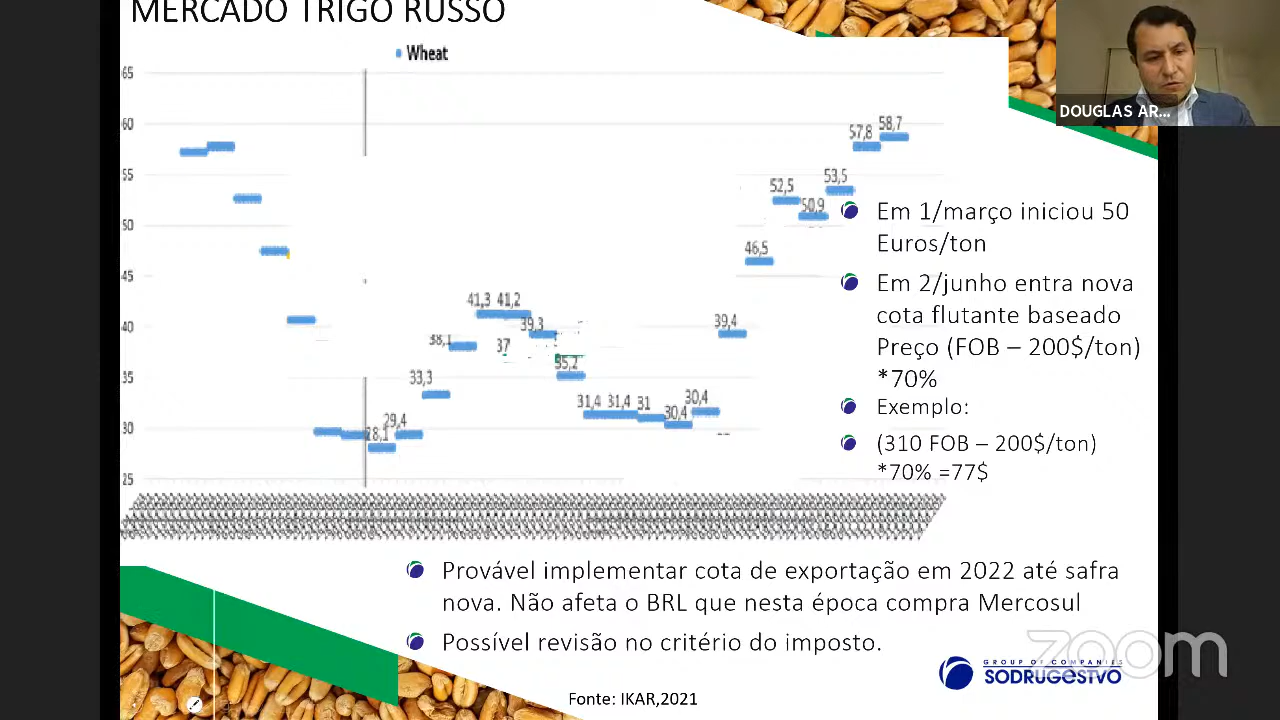 MERCADO TRIGO RUSSO
Wheat
DOUGLAS AR...
65
60
55
50
45
40
35
30
25
28,1
29,4
33,3
38,1
41,3
41,2
37
39,3
35,2
31,4
31,4
31
30,4
30,4
39,4
46,5
52,5
50,9
53,5
57,8
58,7
Em 1/março iniciou 50
Euros/ton
Em 2/junho entra nova
cota flutante baseado
Preço (FOB – 200$/ton)
*70%
Exemplo:
(310 FOB – 200$/ton)
*70% =77$
Provável implementar cota de exportação em 2022 até safra
nova. Não afeta o BRL que nesta época compra Mercosul
Possível revisão no critério do imposto.
Fonte: IKAR,2021
GROUP OF COMPANIES
SODRUGESTVO
zoom